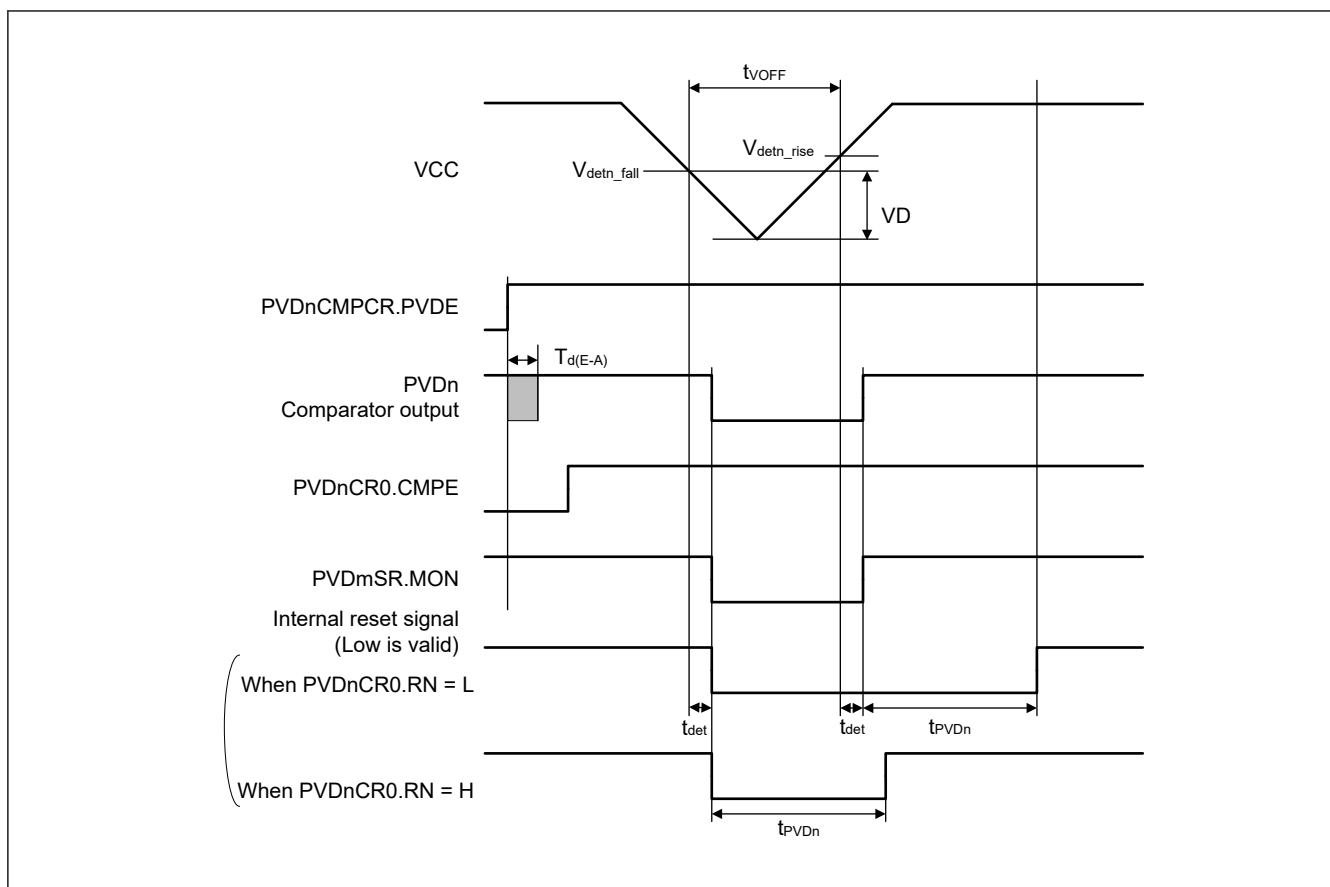 tVOFF
Vdetn_rise
VCC
Vdetn_fall
VD
PVDnCMPCR.PVDE
Td(E-A)
PVDn
Comparator output
PVDnCR0.CMPE
PVDmSR.MON
Internal reset signal
(Low is valid)
When PVDnCR0.RN = L
tdet
tdet
tPVDn
When PVDnCR0.RN = H
tPVDn